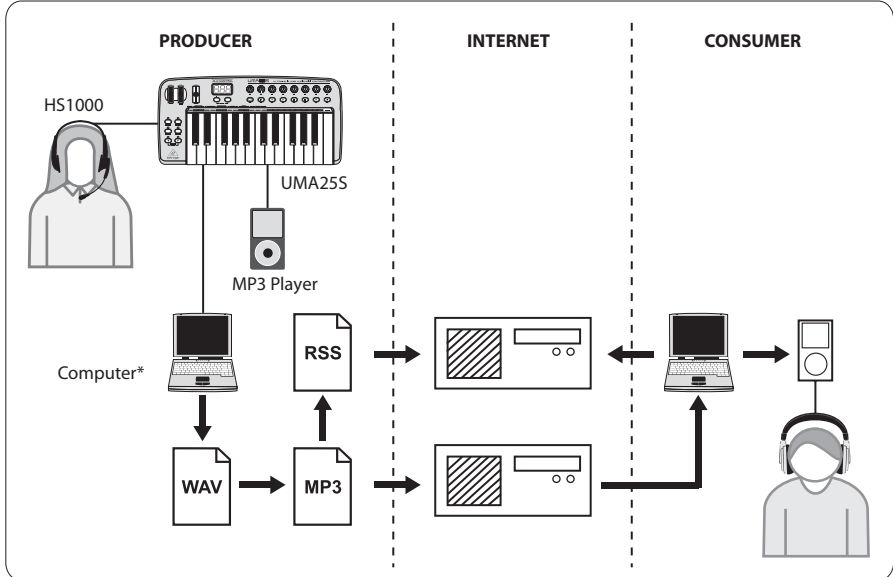 PRODUCER
INTERNET
CONSUMER
HS1000
UMA25S
MP3 Player
Computer*
RSS
WAV
MP3